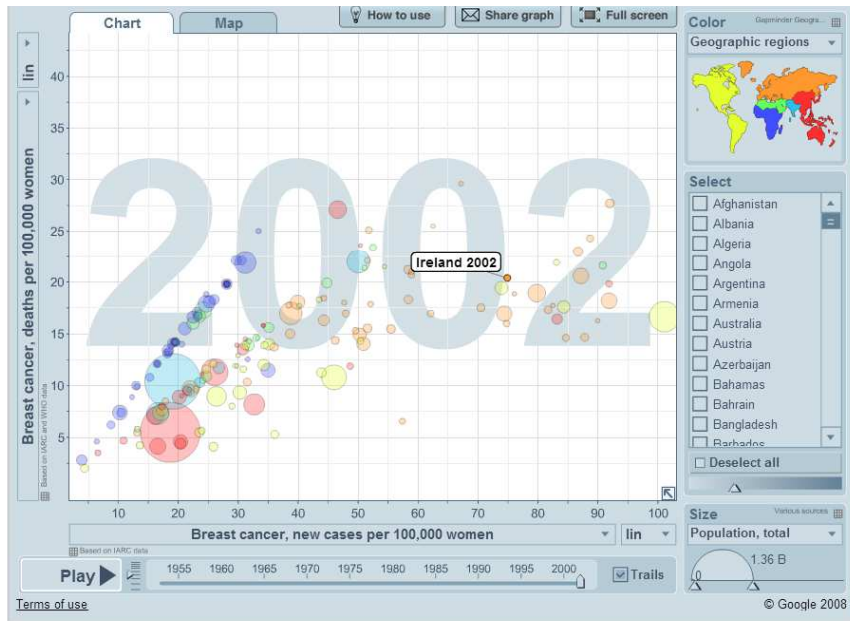 Chart
Map
How to use
Share graph
Full screen
Color
Gapminder Geogra...
Geographic regions
lin
Breast cancer, deaths per 100,000 women
Based on IARC and WHO data
40
35
30
25
20
15
10
5
2002
Ireland 2002
10 20 30 40 50 60 70 80 90 100
Breast cancer, new cases per 100,000 women
lin
Based on IARC data
Select
Afghanistan
Albania
Algeria
Angola
Argentina
Armenia
Australia
Austria
Azerbaijan
Bahamas
Bahrain
Bangladesh
Barbados
Deselect all
Size
Various sources
Population, total
0
1.36 B
Play
1955 1960 1965 1970 1975 1980 1985 1990 1995 2000
Trails
Terms of use
© Google 2008